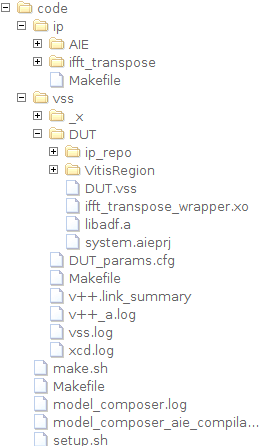 code
ip
AIE
ifft_transpose
Makefile
vss
_x
DUT
ip_repo
VitisRegion
DUT.vss
ifft_transpose_wrapper.xo
libadf.a
system.aieprj
DUT_params.cfg
Makefile
v++.link_summary
v++_a.log
vss.log
xcd.log
make.sh
Makefile
model_composer.log
model_composer_aie_compila...
setup.sh